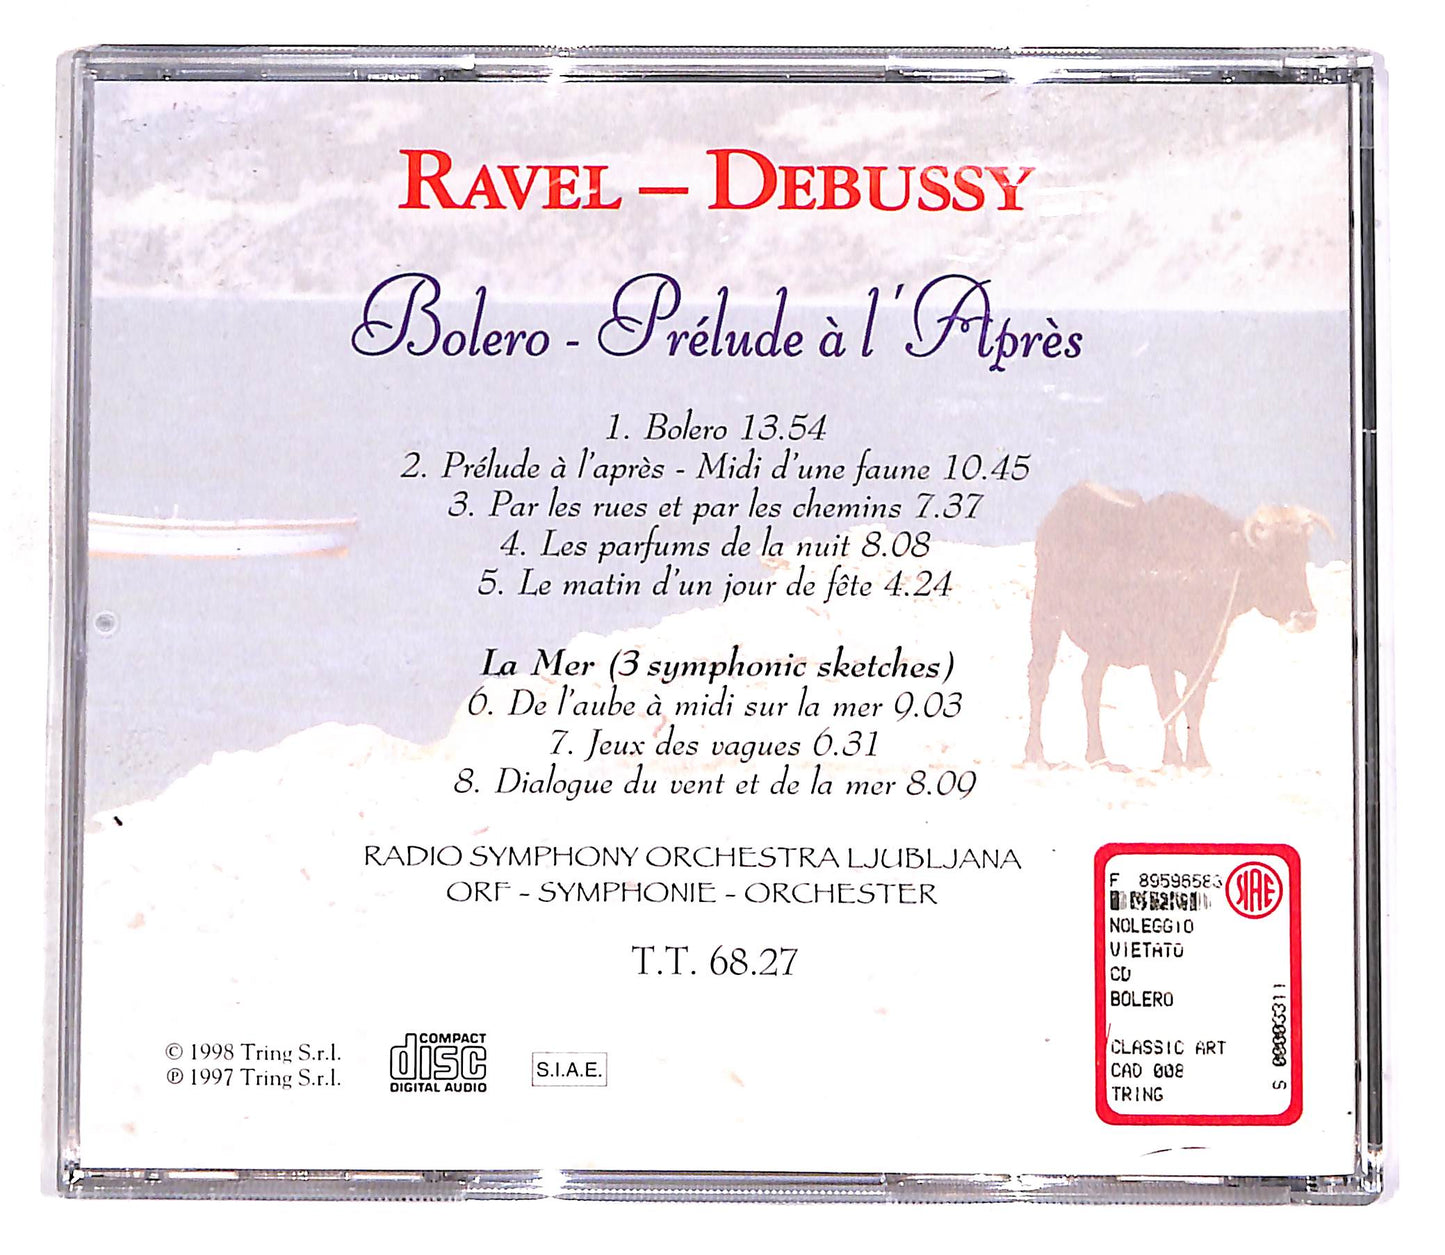 RAVEL – DEBUSSY
Bolero - Prélude à l'Après
1. Bolero 13.54
2. Prélude à l'après - Midi d'une faune 10.45
3. Par les rues et par les chemins 7.37
4. Les parfums de la nuit 8.08
5. Le matin d'un jour de fête 4.24
La Mer (3 symphonic sketches)
6. De l'aube à midi sur la mer 9.03
7. Jeux des vagues 6.31
8. Dialogue du vent et de la mer 8.09
RADIO SYMPHONY ORCHESTRA LJUBLJANA
ORF - SYMPHONIE - ORCHESTER
T.T. 68.27
© 1998 Tring S.r.l.
℗ 1997 Tring S.r.l.
COMPACT
disc
DIGITAL AUDIO
S.I.A.E.
F
SIAE
NOLEGGIO
VIETATO
CD
BOLERO
CLASSIC ART
CAD 008
TRING
S 00003311